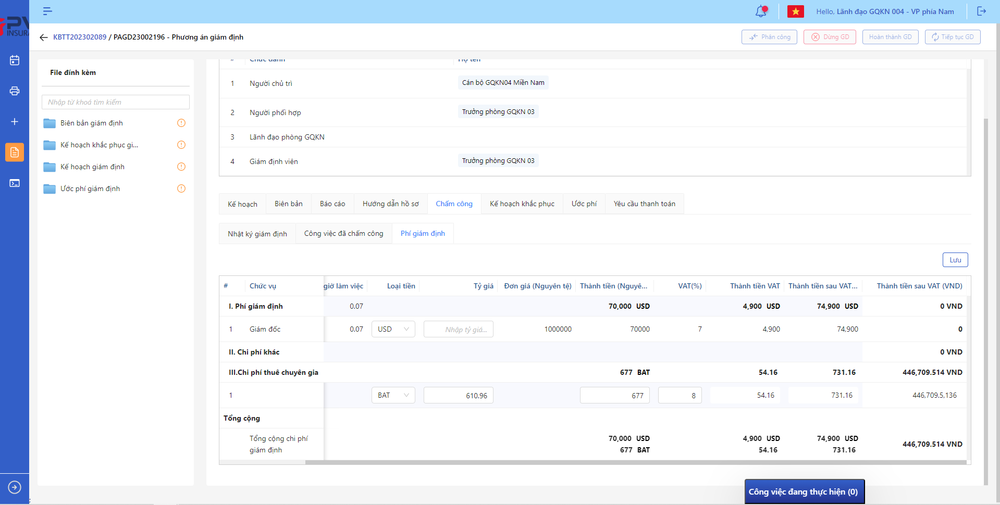 Hello, Lãnh đạo GQKN 004 - VP phía Nam
PV
INSURA
KBTT202302089 / PAGD23002196 - Phương án giám định
Phân công
Dừng GD
Hoàn thành GD
Tiếp tục GD
File đính kèm
Nhập từ khoá tìm kiếm
Biên bản giám định
Kế hoạch khắc phục gi...
Kế hoạch giám định
Ước phí giám định
# Chức danh Họ tên
1 Người chủ trì Cán bộ GQKN04 Miền Nam
2 Người phối hợp Trưởng phòng GQKN 03
3 Lãnh đạo phòng GQKN
4 Giám định viên Trưởng phòng GQKN 03
Kế hoạch Biên bản Báo cáo Hướng dẫn hồ sơ Chấm công Kế hoạch khắc phục Ước phí Yêu cầu thanh toán
Nhật ký giám định Công việc đã chấm công Phí giám định
Lưu
# Chức vụ giờ làm việc Loại tiền Tỷ giá Đơn giá (Nguyên tệ) Thành tiền (Nguyê... VAT(%) Thành tiền VAT Thành tiền sau VAT... Thành tiền sau VAT (VND)
I. Phí giám định 0.07 70,000 USD 4,900 USD 74,900 USD 0 VND
1 Giám đốc 0.07 USD Nhập tỷ giá... 1000000 70000 7 4,900 74,900 0
II. Chi phí khác 0 VND
III.Chi phí thuê chuyên gia 677 BAT 54.16 731.16 446,709.514 VND
1 BAT 610.96 677 8 54.16 731.16 446,709.5,136
Tổng cộng
Tổng cộng chi phí giám định 70,000 USD 4,900 USD 74,900 USD 446,709.514 VND
677 BAT 54.16 731.16
Công việc đang thực hiện (0)
;